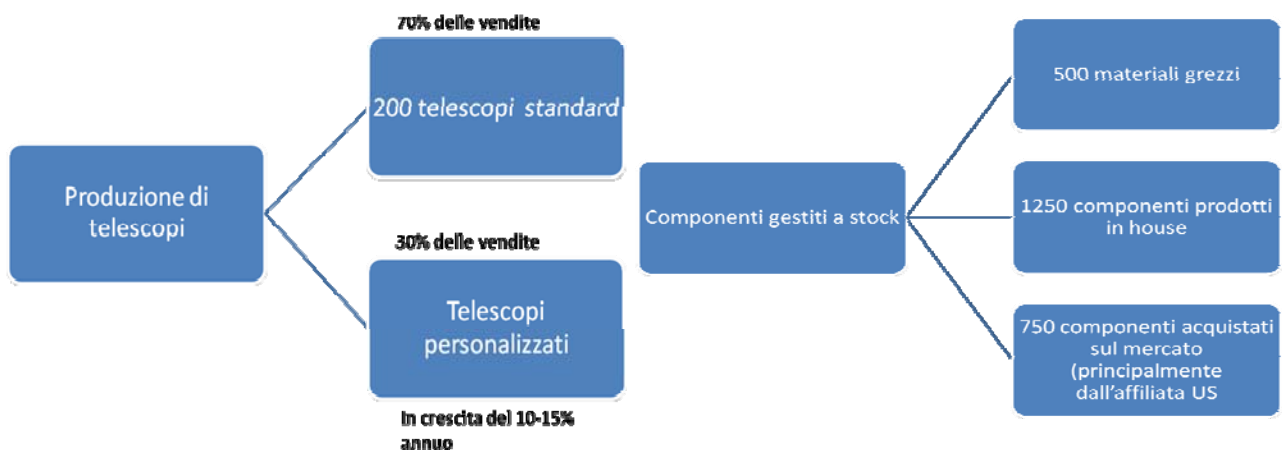 70% delle vendite
200 telescopi standard
Produzione di
telescopi
30% delle vendite
Telescopi
personalizzati
In crescita del 10-15%
annuo
Componenti gestiti a stock
500 materiali grezzi
1250 componenti prodotti
in house
750 componenti acquistati
sul mercato
(principalmente
dall'affiliata US